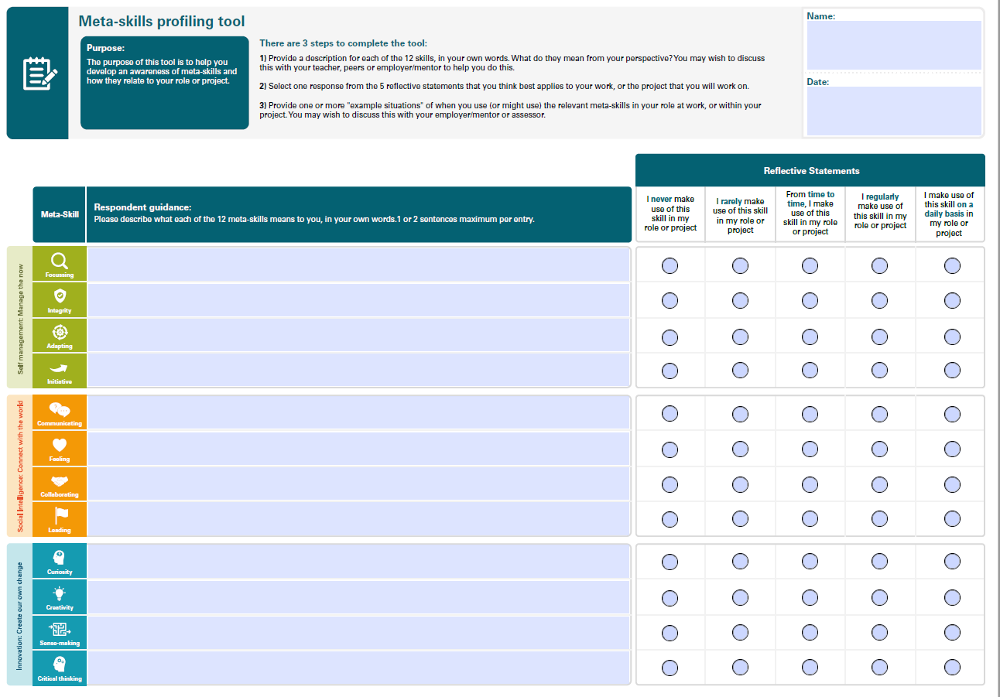 Meta-skills profiling tool
Purpose:
The purpose of this tool is to help you
develop an awareness of meta-skills and
how they relate to your role or project.
There are 3 steps to complete the tool:
1) Provide a description for each of the 12 skills, in your own words. What do they mean from your perspective? You may wish to discuss
this with your teacher, peers or employer/mentor to help you do this.
2) Select one response from the 5 reflective statements that you think best applies to your work, or the project that you will work on.
3) Provide one or more "example situations" of when you use (or might use) the relevant meta-skills in your role at work, or within your
project. You may wish to discuss this with your employer/mentor or assessor.
Name:
Date:
Reflective Statements
Meta-Skill
Respondent guidance:
Please describe what each of the 12 meta-skills means to you, in your own words.1 or 2 sentences maximum per entry.
I never make
use of this
skill in my
role or project
I rarely make
use of this skill
in my role or
project
From time to
time, I make
use of this
skill in my role
or project
I regularly
make use of
this skill in my
role or project
I make use of
this skill on a
daily basis in
my role or
project
Self management: Manage the now
Focussing
Integrity
Adapting
Initiative
Social Intelligence: Connect with the world
Communicating
Feeling
Collaborating
Leading
Innovation: Create our own change
Curiosity
Creativity
Sense-making
Critical thinking